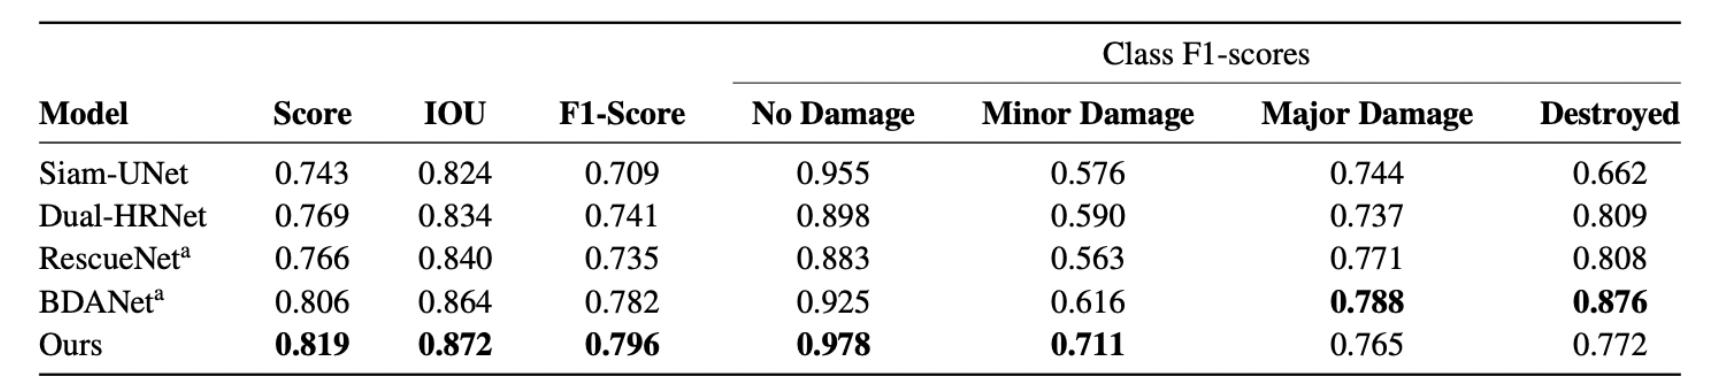 Class F1-scores
Model Score IOU F1-Score No Damage Minor Damage Major Damage Destroyed
Siam-UNet 0.743 0.824 0.709 0.955 0.576 0.744 0.662
Dual-HRNet 0.769 0.834 0.741 0.898 0.590 0.737 0.809
RescueNetᵃ 0.766 0.840 0.735 0.883 0.563 0.771 0.808
BDANetᵃ 0.806 0.864 0.782 0.925 0.616 0.788 0.876
Ours 0.819 0.872 0.796 0.978 0.711 0.765 0.772